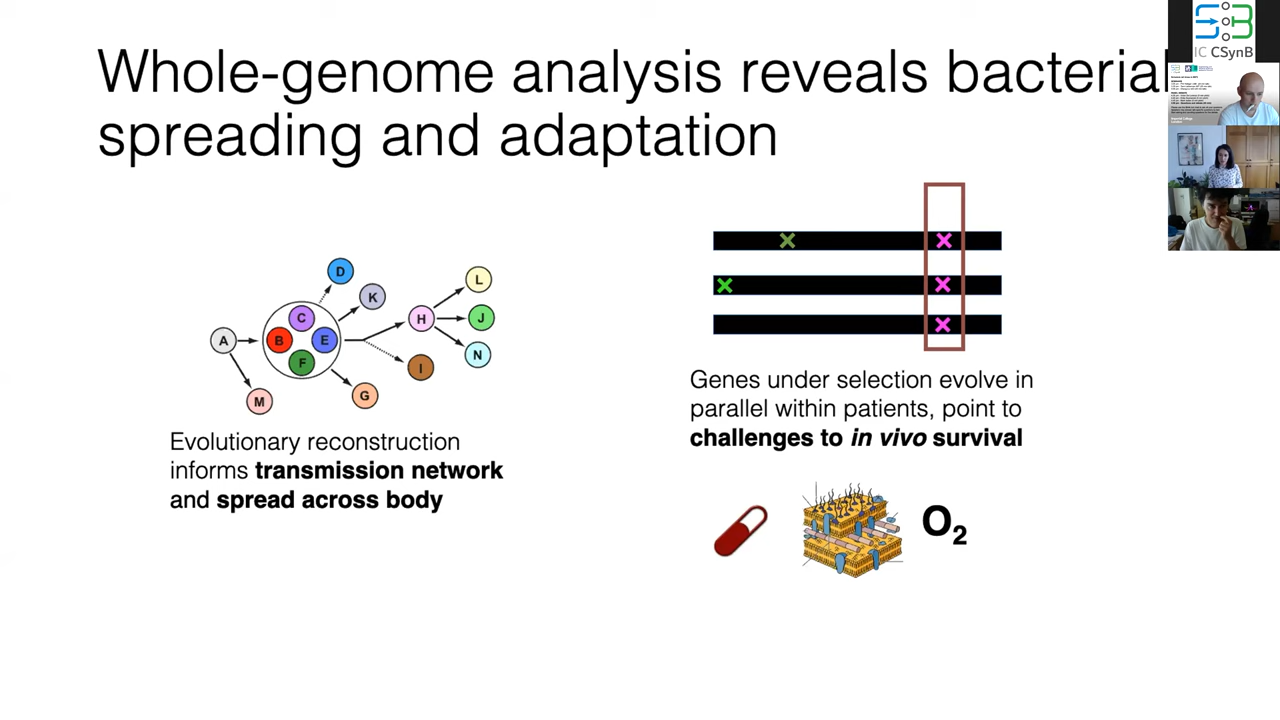 Whole-genome analysis reveals bacterial
spreading and adaptation
IC CSynB
D
L
K
C
H
J
A
B
E
F
N
I
G
M
Evolutionary reconstruction
informs transmission network
and spread across body
Genes under selection evolve in
parallel within patients, point to
challenges to in vivo survival
O2